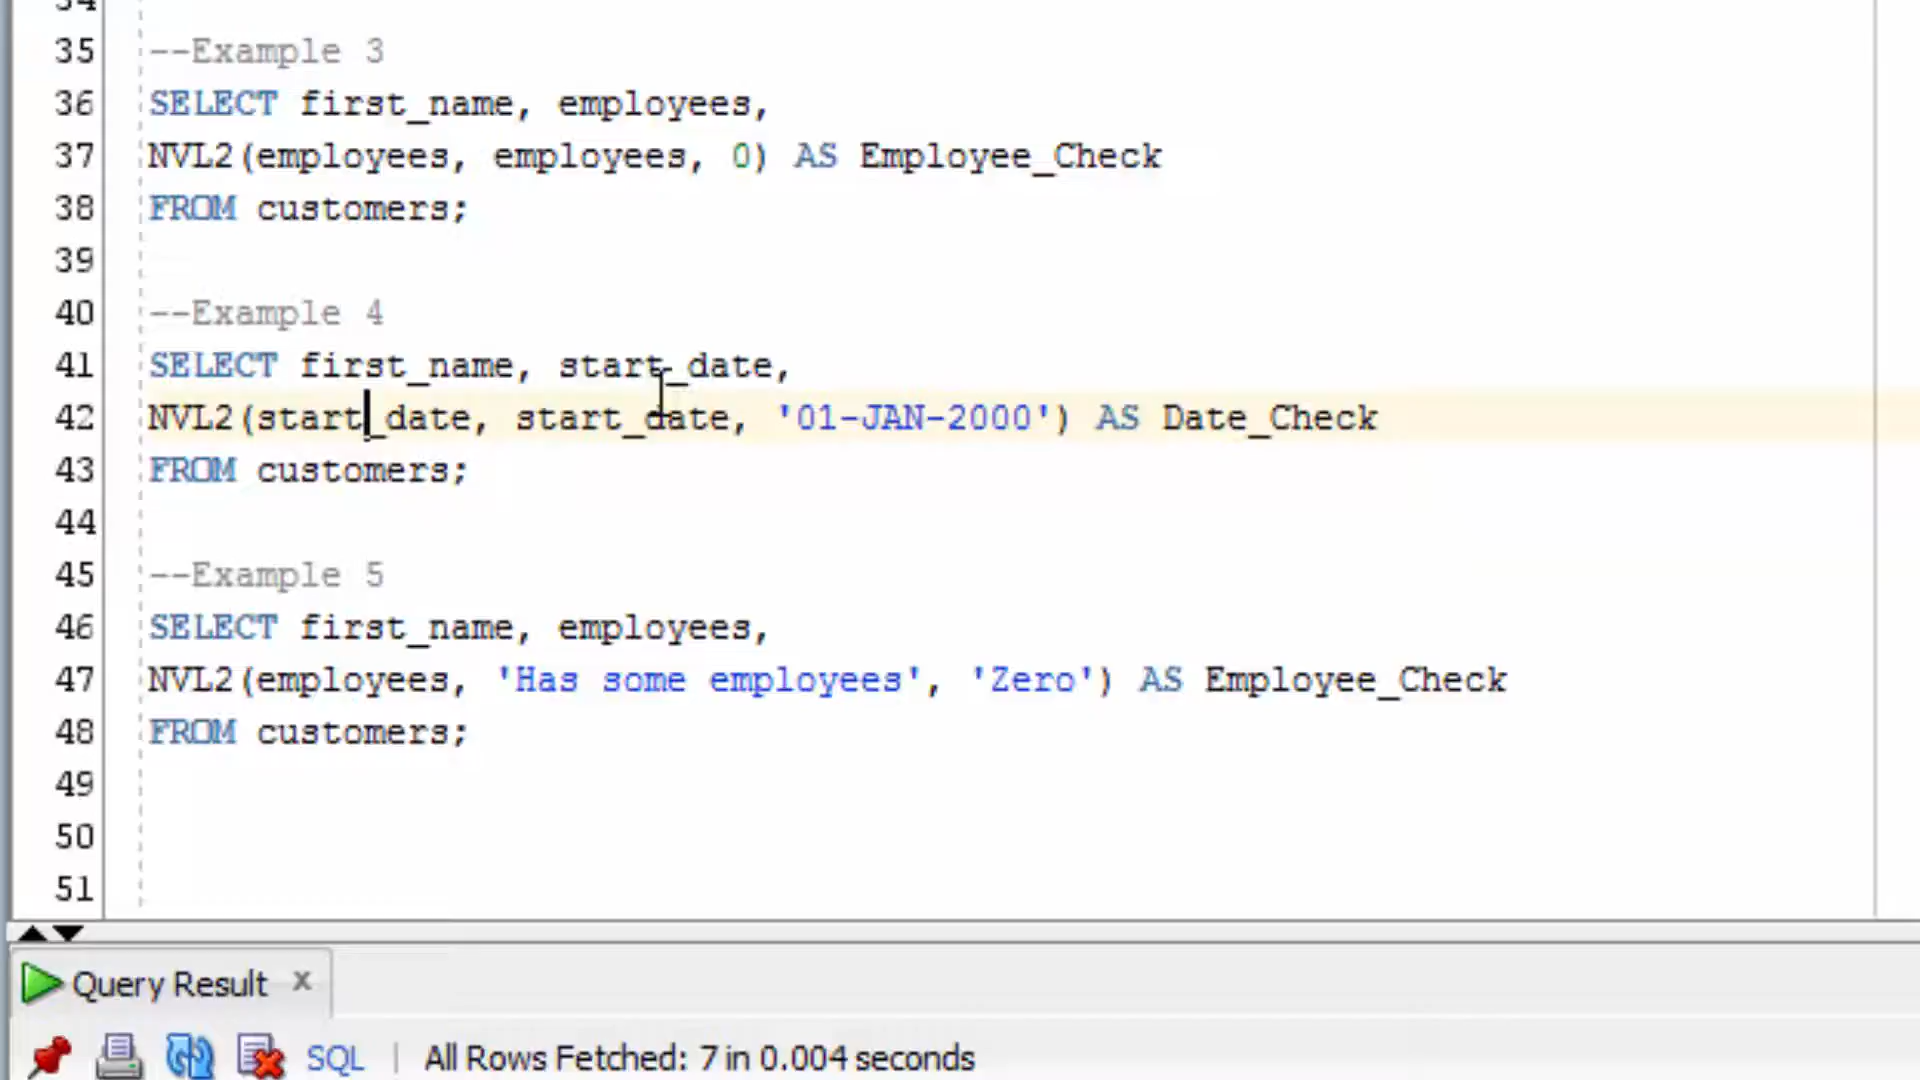 34
35 --Example 3
36 SELECT first_name, employees,
37 NVL2(employees, employees, 0) AS Employee_Check
38 FROM customers;
39
40 --Example 4
41 SELECT first_name, start_date,
42 NVL2(start_date, start_date, '01-JAN-2000') AS Date_Check
43 FROM customers;
44
45 --Example 5
46 SELECT first_name, employees,
47 NVL2(employees, 'Has some employees', 'Zero') AS Employee_Check
48 FROM customers;
49
50
51
Query Result x
SQL | All Rows Fetched: 7 in 0.004 seconds